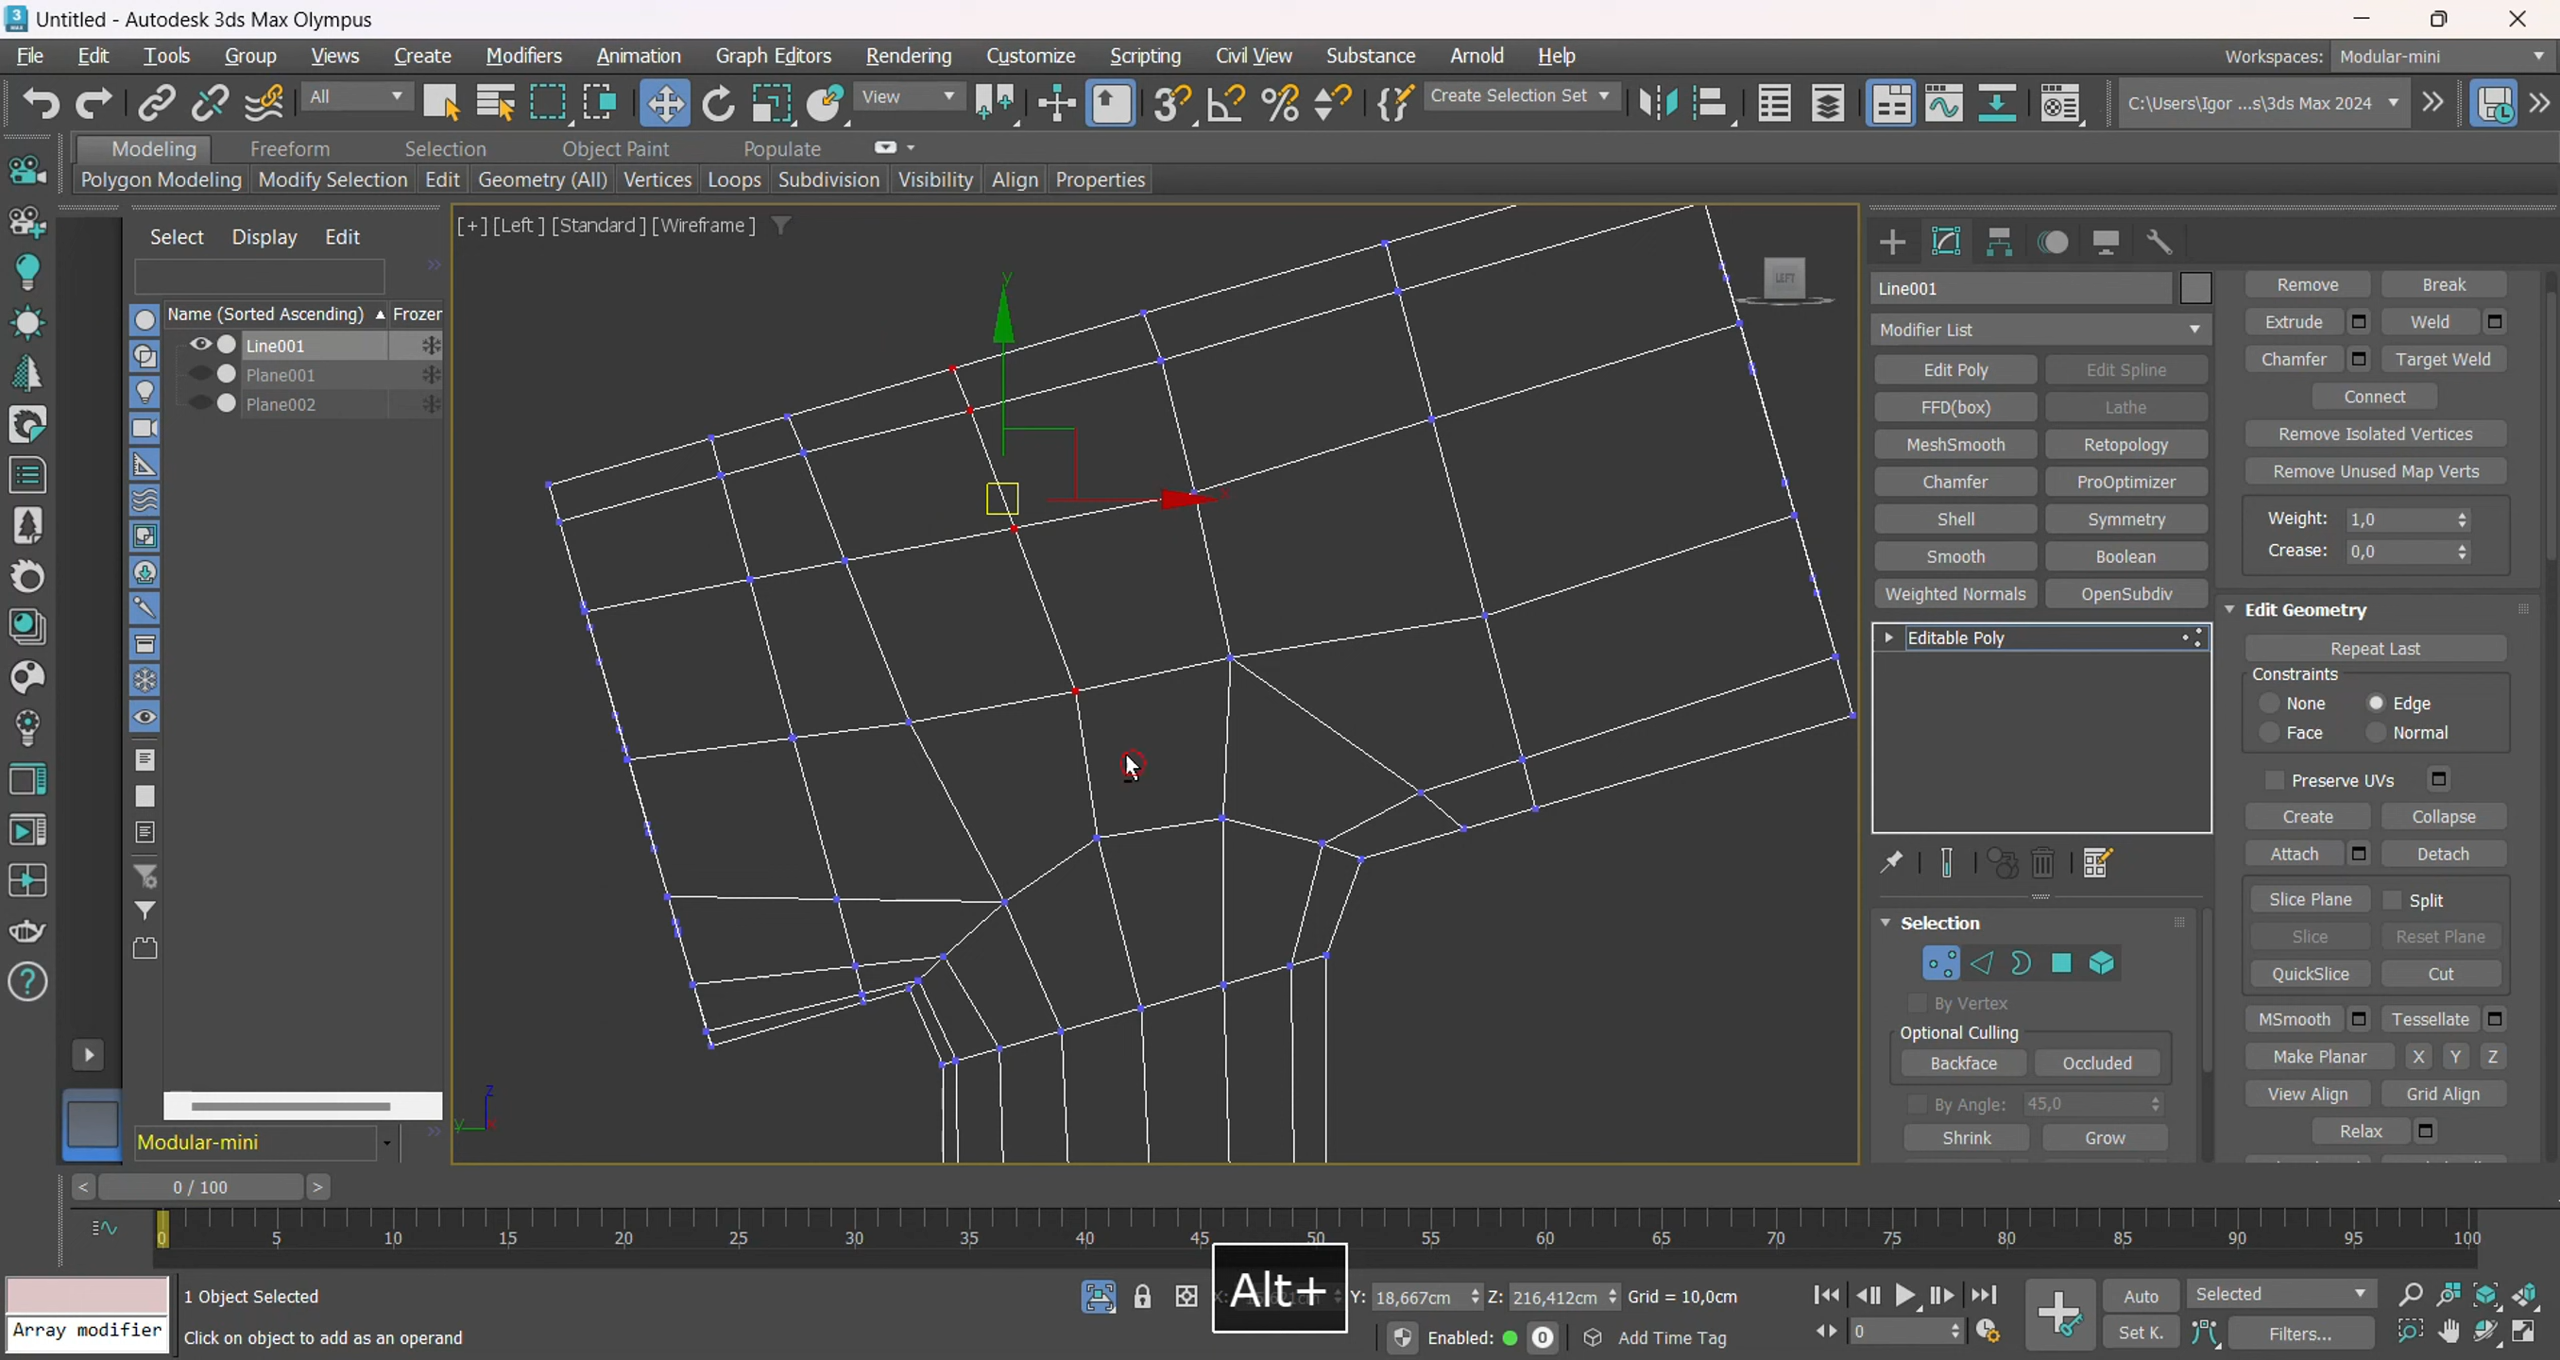 Untitled - Autodesk 3ds Max Olympus
File Edit Tools Group Views Create Modifiers Animation Graph Editors Rendering Customize Scripting Civil View Substance Arnold Help
Workspaces: Modular-mini
All View Create Selection Set C:\Users\Igor ...s\3ds Max 2024
Modeling Freeform Selection Object Paint Populate
Polygon Modeling Modify Selection Edit Geometry (All) Vertices Loops Subdivision Visibility Align Properties
Select Display Edit
Name (Sorted Ascending) Frozen
Line001
Plane001
Plane002
Modular-mini
[+] [Left ] [Standard ] [Wireframe ]
y
x
LEFT
z
y x
Line001
Modifier List
Edit Poly Edit Spline
FFD(box) Lathe
MeshSmooth Retopology
Chamfer ProOptimizer
Shell Symmetry
Smooth Boolean
Weighted Normals OpenSubdiv
Editable Poly
Selection
By Vertex
Optional Culling
Backface Occluded
By Angle: 45,0
Shrink Grow
Remove Break
Extrude Weld
Chamfer Target Weld
Connect
Remove Isolated Vertices
Remove Unused Map Verts
Weight: 1,0
Crease: 0,0
Edit Geometry
Repeat Last
Constraints
None Edge
Face Normal
Preserve UVs
Create Collapse
Attach Detach
Slice Plane Split
Slice Reset Plane
QuickSlice Cut
MSmooth Tessellate
Make Planar X Y Z
View Align Grid Align
Relax
< 0 / 100 >
0 5 10 15 20 25 30 35 40 45 50 55 60 65 70 75 80 85 90 95 100
Array modifier
1 Object Selected
Click on object to add as an operand
Alt+
Y: 18,667cm Z: 216,412cm Grid = 10,0cm
Enabled: 0 Add Time Tag
0
Auto Selected
Set K. Filters...